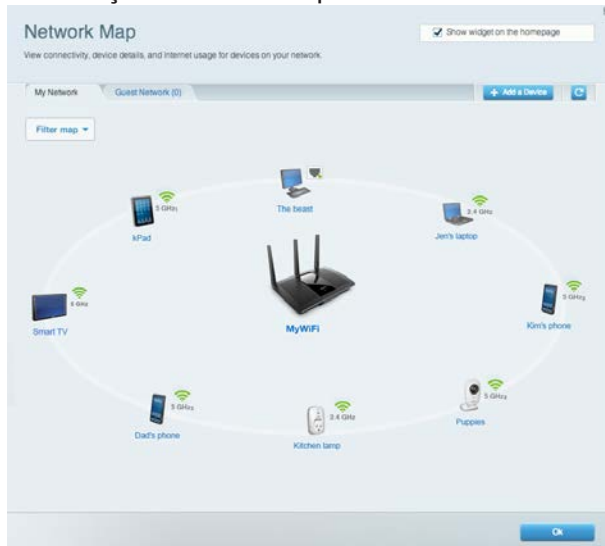 Network Map
Show widget on the homepage
View connectivity, device details, and internet usage for devices on your network.
My Network
Guest Network (0)
+ Add a Device
Filter map
The beast
5 GHz
kPad
2.4 GHz
Jen's laptop
5 GHz
Smart TV
MyWiFi
5 GHz
Kim's phone
5 GHz
Dad's phone
2.4 GHz
Kitchen lamp
5 GHz
Puppies
Ok